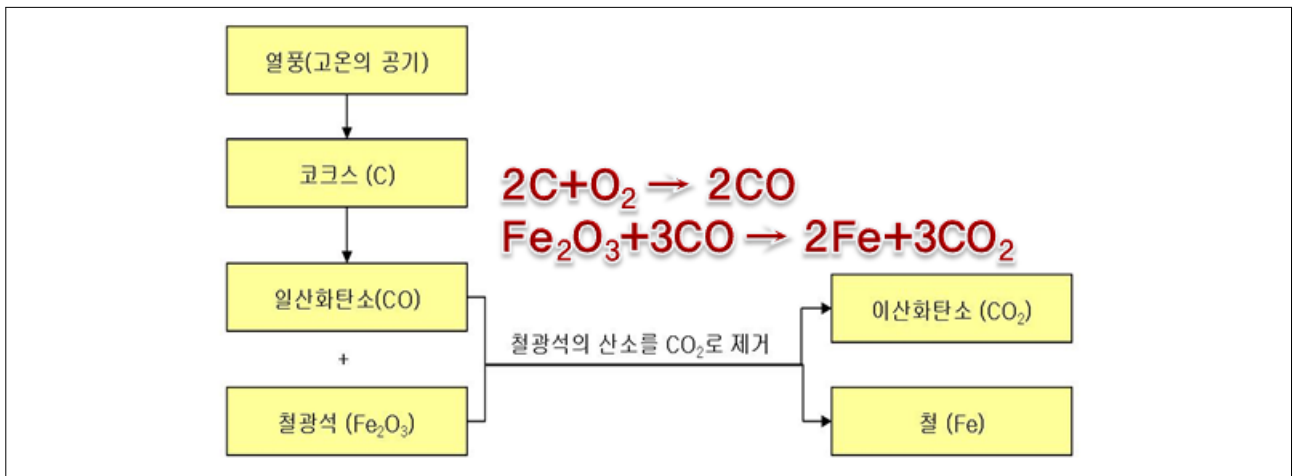 열풍(고온의 공기)
코크스 (C)
2C+O₂ → 2CO
Fe₂O₃+3CO → 2Fe+3CO₂
일산화탄소(CO)
이산화탄소 (CO₂)
철광석의 산소를 CO₂로 제거
+
철광석 (Fe₂O₃)
철 (Fe)